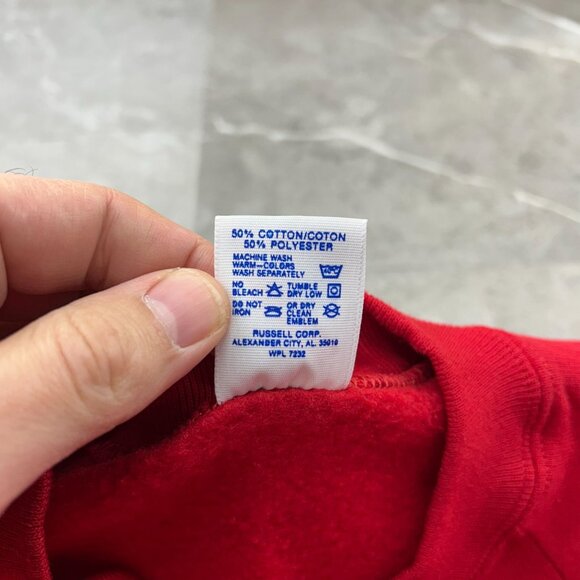 50% COTTON/COTON
50% POLYESTER
MACHINE WASH
WARM-COLORS
WASH SEPARATELY
NO BLEACH
TUMBLE DRY LOW
DO NOT IRON
OR DRY CLEAN EMBLEM
RUSSELL CORP.
ALEXANDER CITY, AL. 35010
WPL 7232